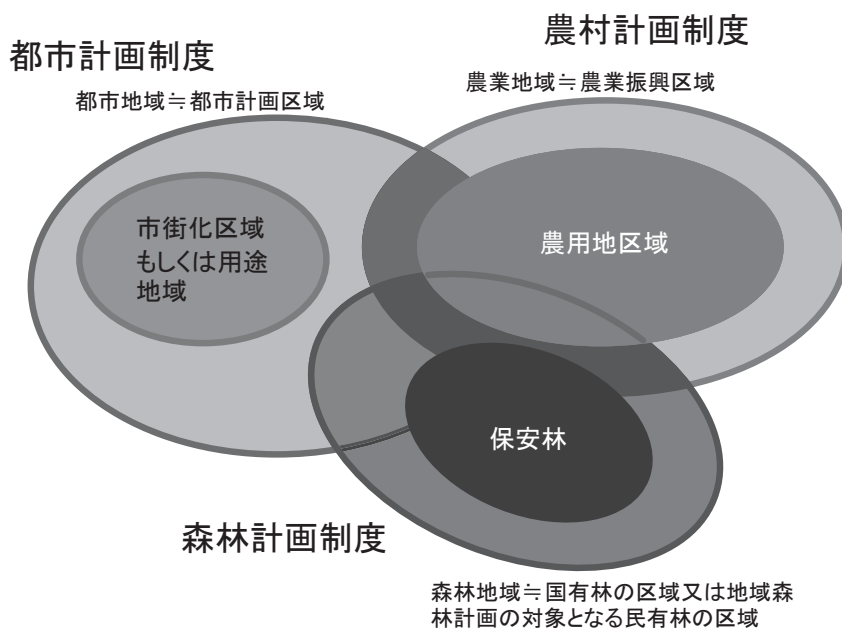 農村計画制度
都市計画制度
農業地域≒農業振興区域
都市地域≒都市計画区域
市街化区域
もしくは用途
地域
農用地区域
保安林
森林計画制度
森林地域≒国有林の区域又は地域森
林計画の対象となる民有林の区域